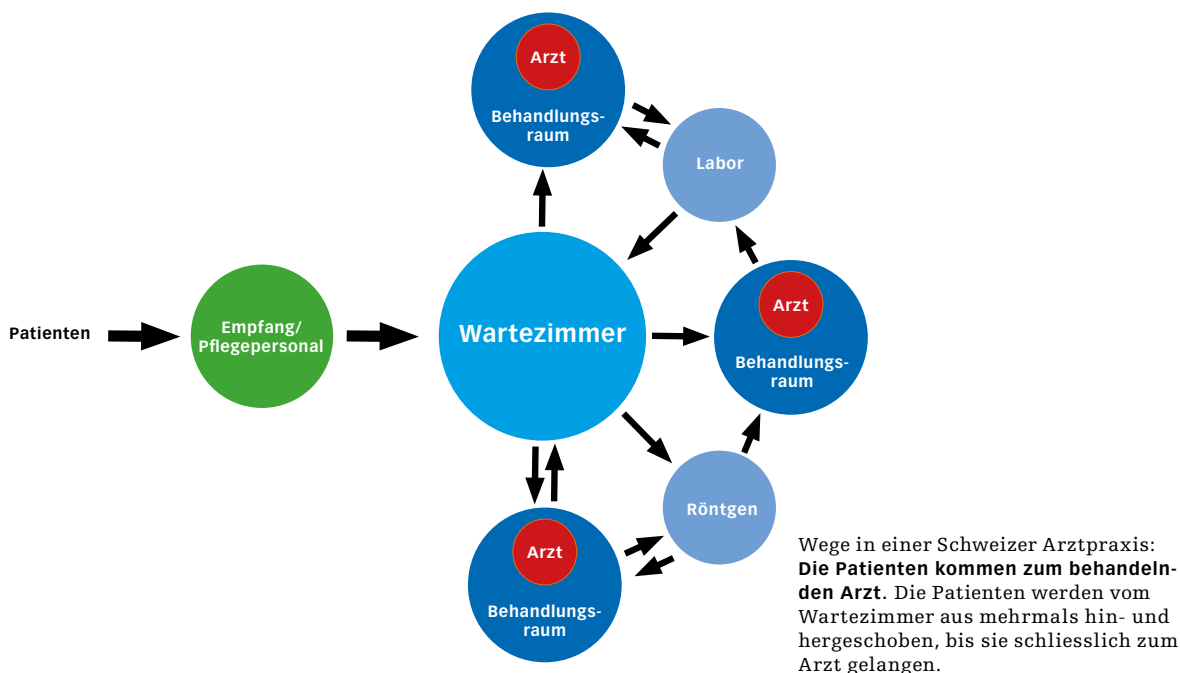 Arzt
Behandlungs-
raum
Labor
Patienten
Empfang/
Pflegepersonal
Wartezimmer
Arzt
Behandlungs-
raum
Arzt
Behandlungs-
raum
Röntgen
Wege in einer Schweizer Arztpraxis:
Die Patienten kommen zum behandeln-
den Arzt. Die Patienten werden vom
Wartezimmer aus mehrmals hin- und
hergeschoben, bis sie schliesslich zum
Arzt gelangen.